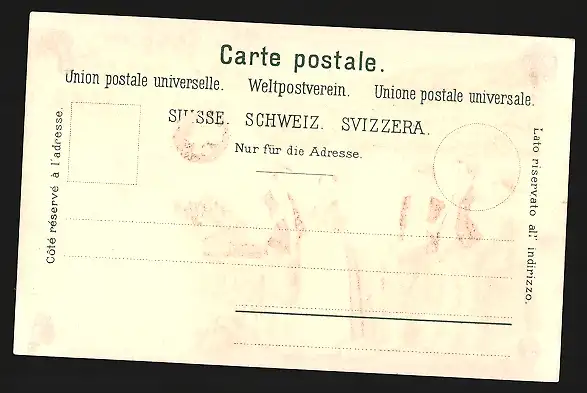 Carte postale.
Union postale universelle. Weltpostverein. Unione postale universale.
SUISSE. SCHWEIZ. SVIZZERA.
Nur für die Adresse.
Côté réservé à l'adresse.
Lato riservato all' indirizzo.